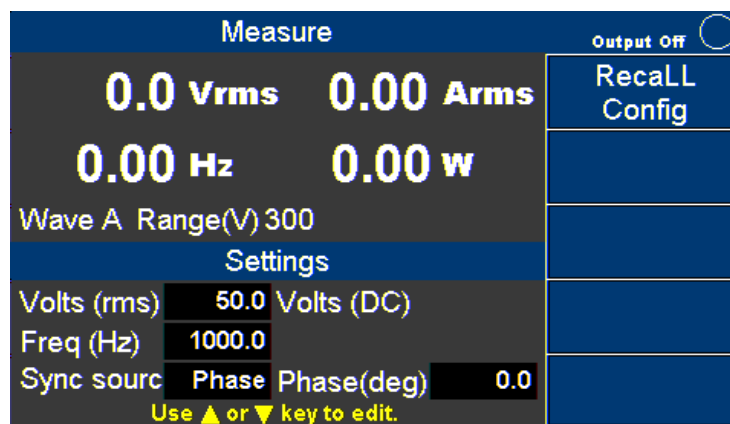 Measure
Output Off
0.0 Vrms 0.00 Arms
RecaLL
Config
0.00 Hz 0.00 W
Wave A Range(V) 300
Settings
Volts (rms) 50.0 Volts (DC)
Freq (Hz) 1000.0
Sync sourc Phase Phase(deg) 0.0
Use ▲ or ▼ key to edit.